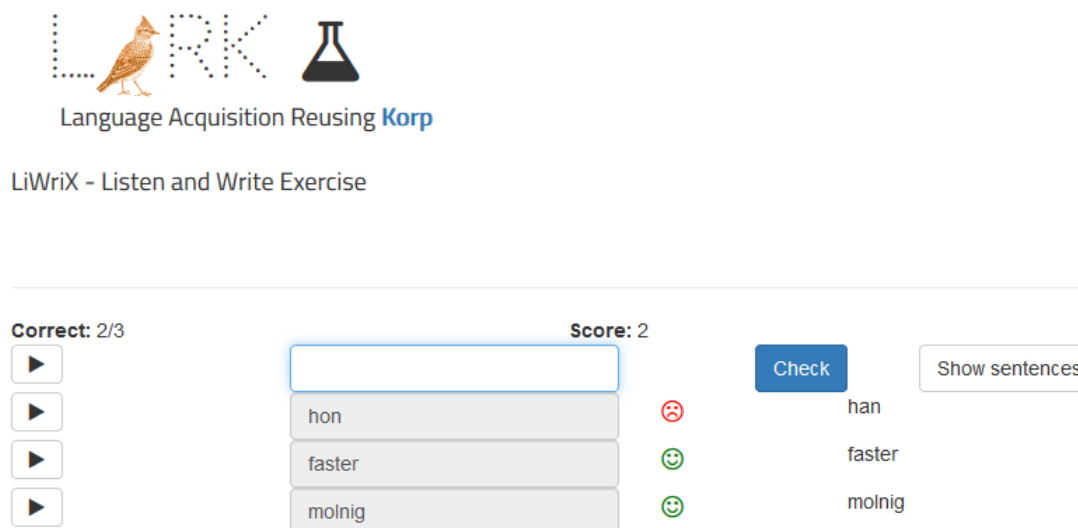 LARK
Language Acquisition Reusing Korp
LiWriX - Listen and Write Exercise
Correct: 2/3 Score: 2
Check Show sentences
hon han
faster faster
molnig molnig